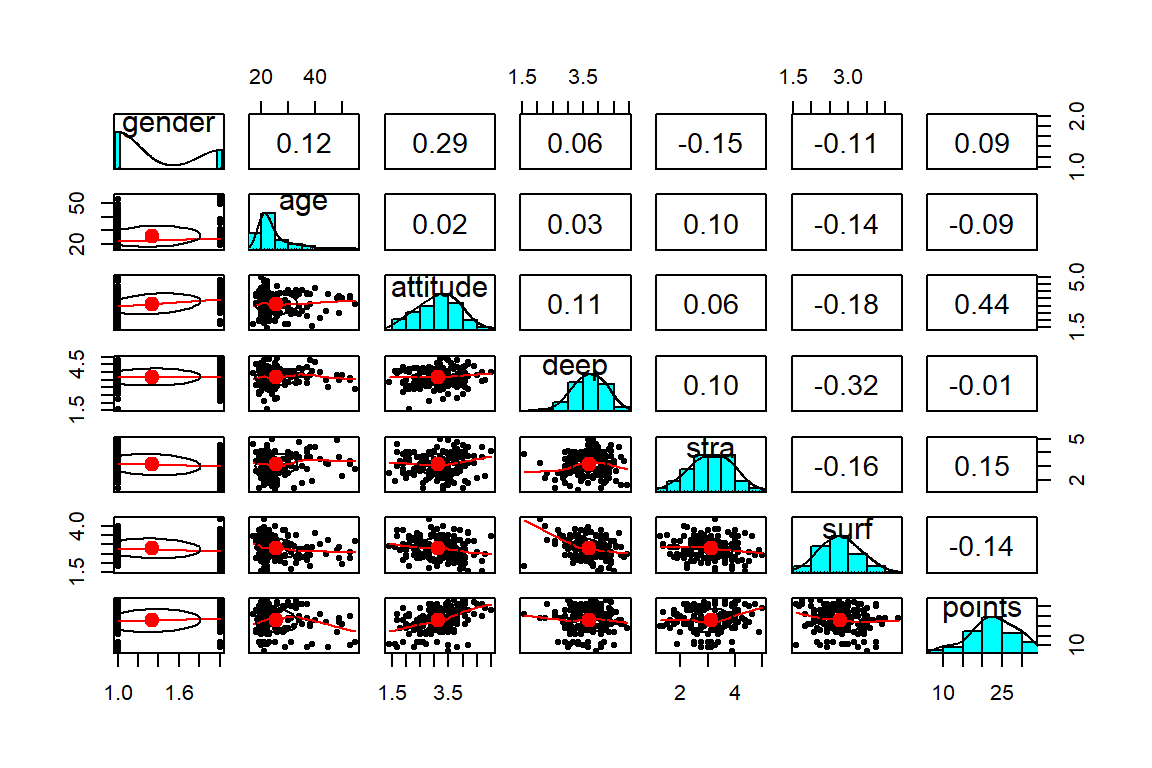 20 40 1.5 3.5 1.5 3.0
gender 0.12 0.29 0.06 -0.15 -0.11 0.09 1.0 2.0
20 50 age 0.02 0.03 0.10 -0.14 -0.09
attitude 0.11 0.06 -0.18 0.44 1.5 5.0
1.5 4.5 deep 0.10 -0.32 -0.01
stra -0.16 0.15 2 5
1.5 4.0 surf -0.14
points 10
1.0 1.6 1.5 3.5 2 4 10 25